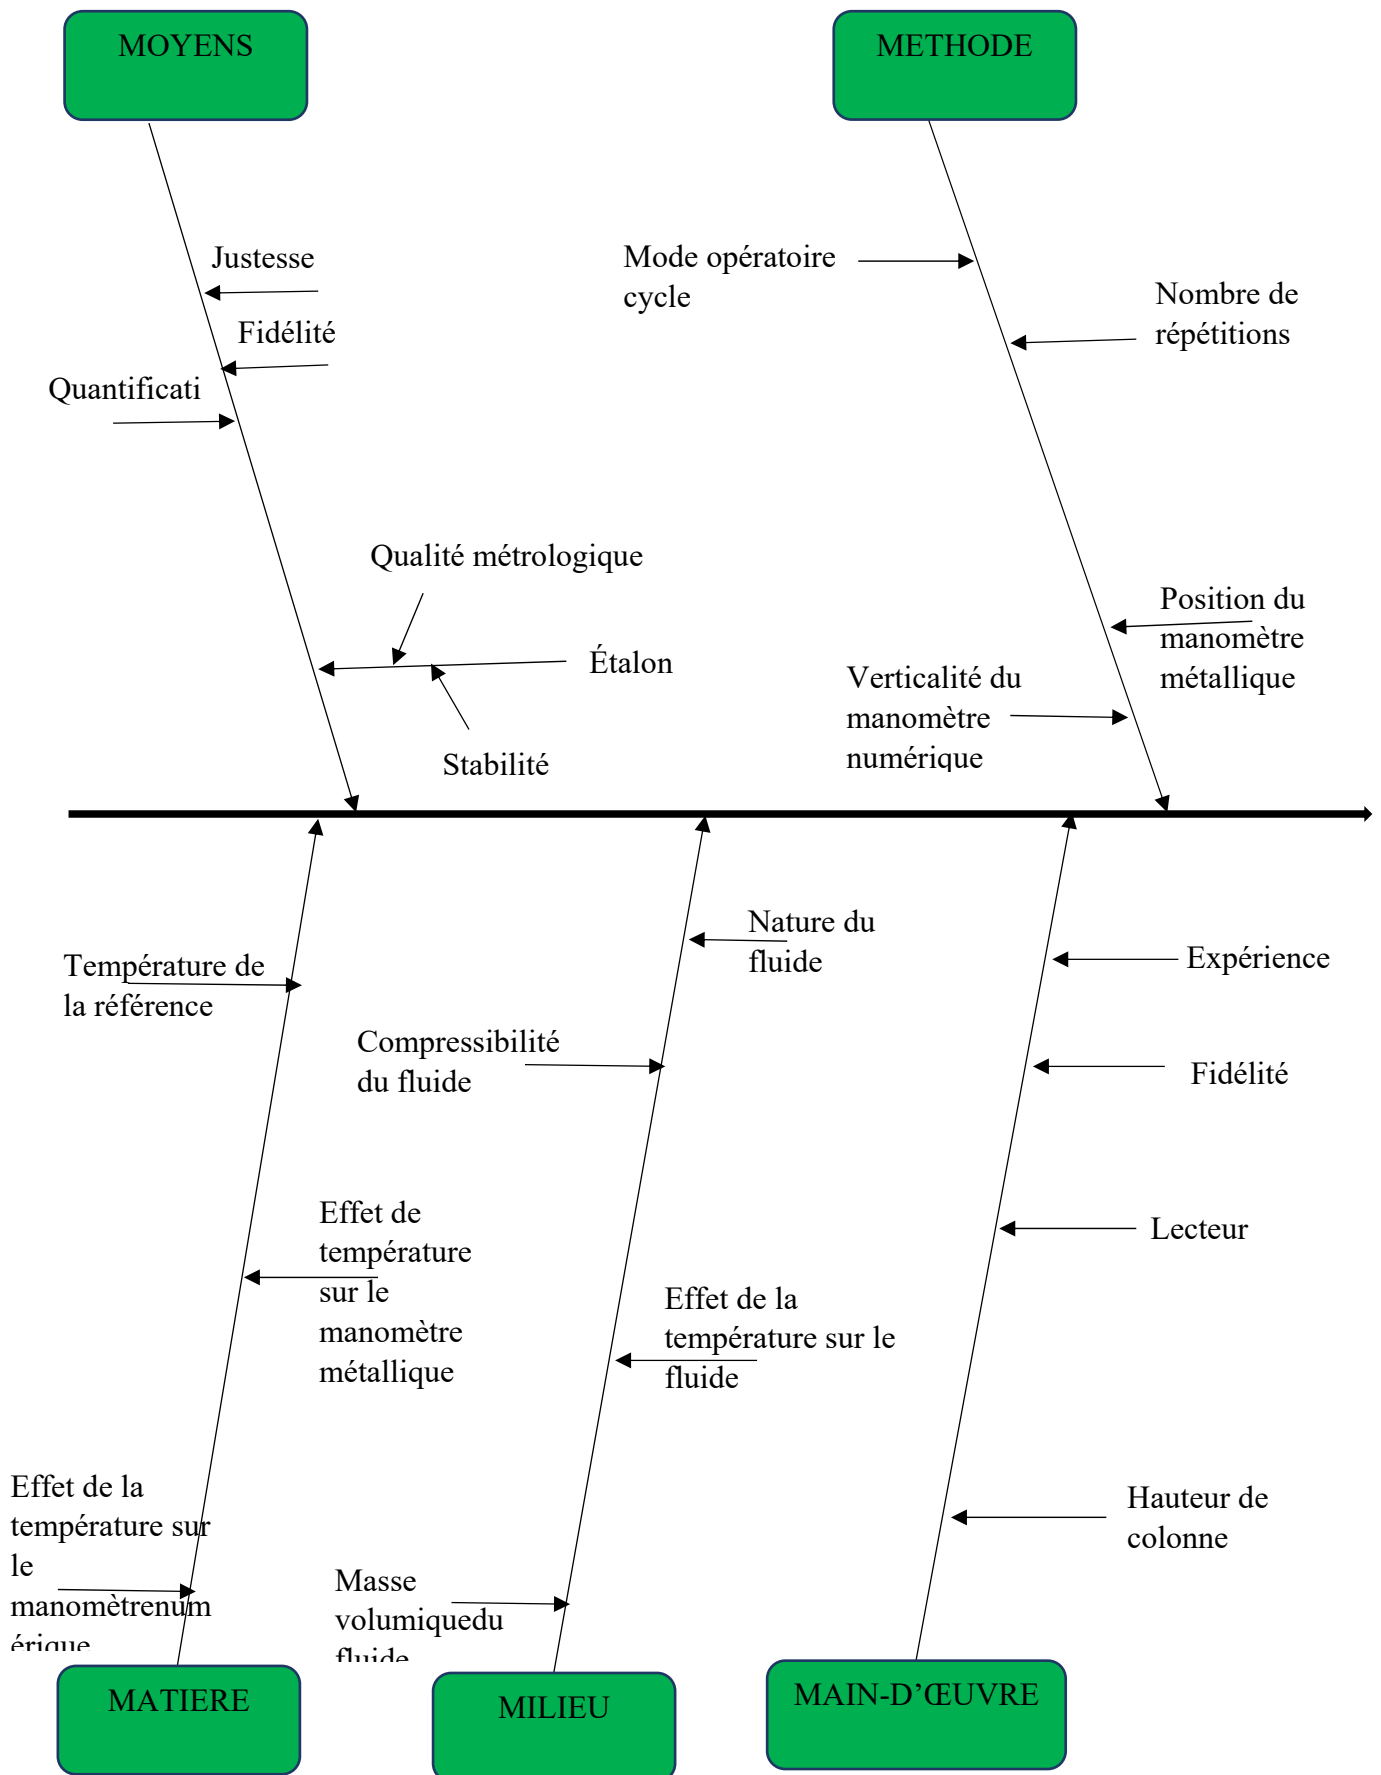 MOYENS
METHODE
Justesse
Fidélité
Quantificati
Mode opératoire
cycle
Nombre de
répétitions
Qualité métrologique
Étalon
Stabilité
Position du
manomètre
métallique
Verticalité du
manomètre
numérique
Température de
la référence
Nature du
fluide
Expérience
Compressibilité
du fluide
Fidélité
Effet de
température
sur le
manomètre
métallique
Lecteur
Effet de la
température sur le
fluide
Effet de la
température sur
le
manomètrenum
érique
Hauteur de
colonne
Masse
volumiquedu
fluide
MATIERE
MILIEU
MAIN-D’ŒUVRE